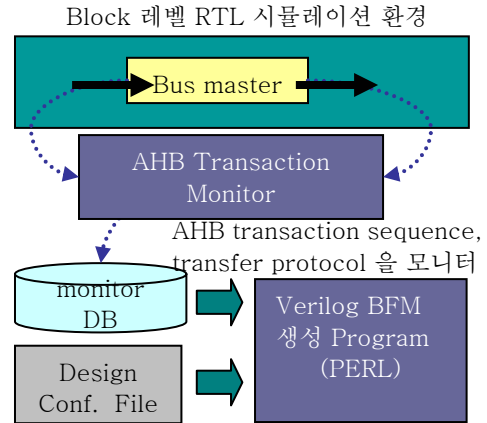 Block 레벨 RTL 시뮬레이션 환경
Bus master
AHB Transaction
Monitor
AHB transaction sequence,
transfer protocol 을 모니터
monitor
DB
Verilog BFM
생성 Program
(PERL)
Design
Conf. File